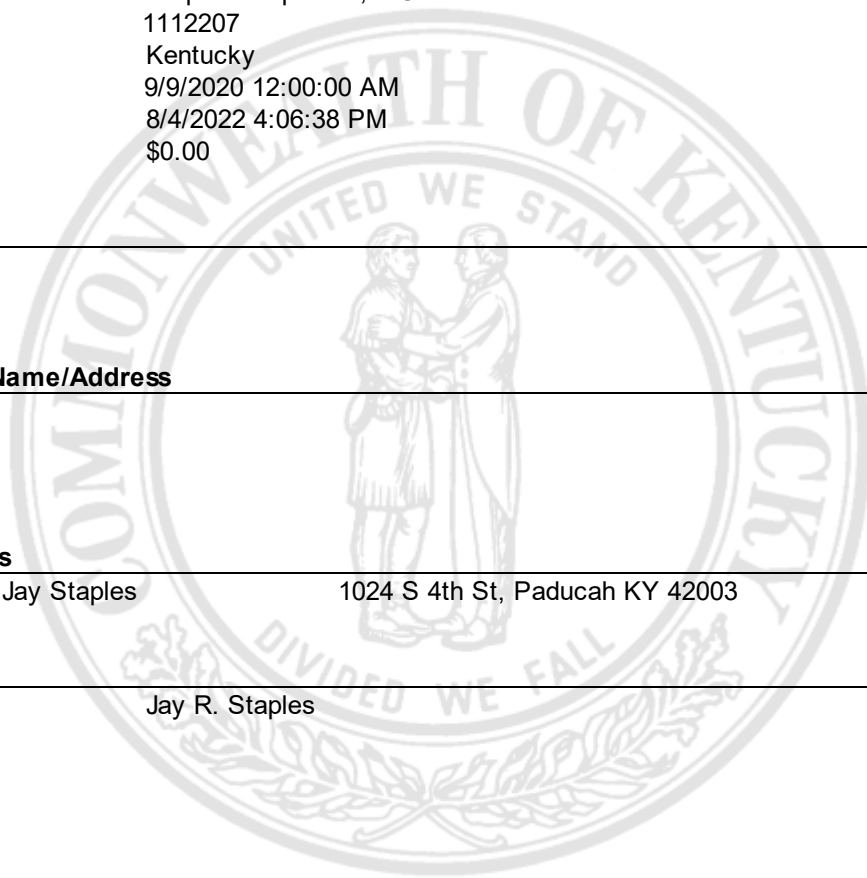 1112207
Kentucky
9/9/2020 12:00:00 AM
8/4/2022 4:06:38 PM
$0.00
COMMONWEALTH OF KENTUCKY
UNITED WE STAND
Name/Address
Jay Staples 1024 S 4th St, Paducah KY 42003
DIVIDED WE FALL
Jay R. Staples